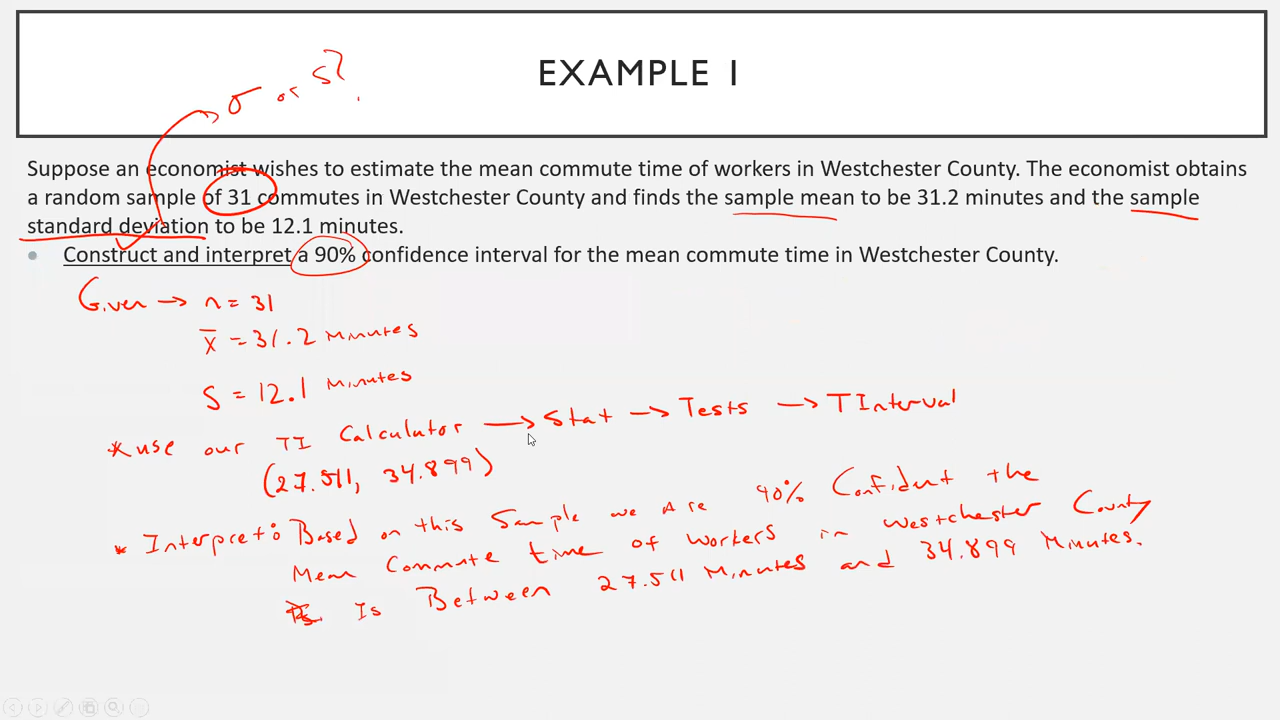 EXAMPLE 1
σ or s?
Suppose an economist wishes to estimate the mean commute time of workers in Westchester County. The economist obtains
a random sample of 31 commutes in Westchester County and finds the sample mean to be 31.2 minutes and the sample
standard deviation to be 12.1 minutes.
Construct and interpret a 90% confidence interval for the mean commute time in Westchester County.
Given → n = 31
x̄ = 31.2 Minutes
S = 12.1 Minutes
*use our TI Calculator → Stat → Tests → TInterval
(27.511, 34.899)
* Interpret: Based on this Sample we Are 90% Confident the
Mean Commute time of workers in Westchester County
Is Between 27.511 Minutes and 34.899 Minutes.